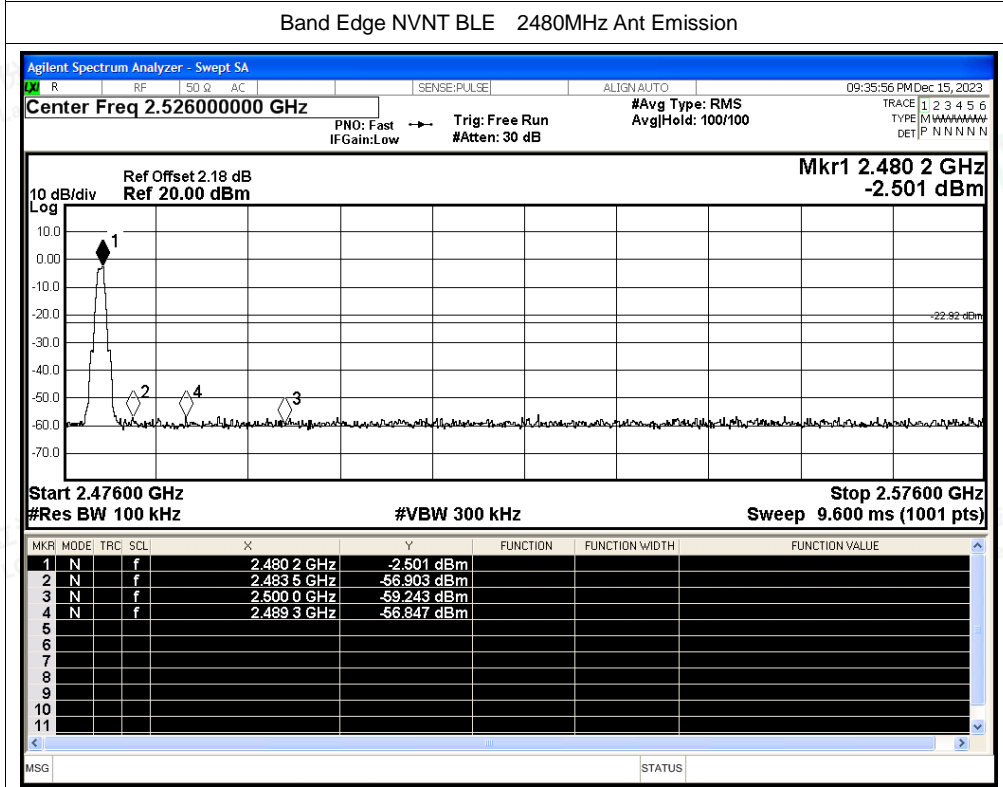 Band Edge NVNT BLE 2480MHz Ant Emission
Agilent Spectrum Analyzer - Swept SA
LXI R RF 50 Ω AC SENSE:PULSE ALIGN AUTO 09:35:56 PM Dec 15, 2023
Center Freq 2.526000000 GHz
PNO: Fast
IFGain:Low
Trig: Free Run
#Atten: 30 dB
#Avg Type: RMS
Avg|Hold: 100/100
TRACE 1 2 3 4 5 6
TYPE M WWWWW
DET P N N N N N
Mkr1 2.480 2 GHz
-2.501 dBm
Ref Offset 2.18 dB
10 dB/div Ref 20.00 dBm
Log
10.0
1
0.00
-10.0
-20.0
-22.92 dBm
-30.0
-40.0
-50.0
2 4 3
-60.0
-70.0
Start 2.47600 GHz Stop 2.57600 GHz
#Res BW 100 kHz #VBW 300 kHz Sweep 9.600 ms (1001 pts)
MKR MODE TRC SCL X Y FUNCTION FUNCTION WIDTH FUNCTION VALUE
1 N f 2.480 2 GHz -2.501 dBm
2 N f 2.483 5 GHz -56.903 dBm
3 N f 2.500 0 GHz -59.243 dBm
4 N f 2.489 3 GHz -56.847 dBm
5
6
7
8
9
10
11
MSG STATUS